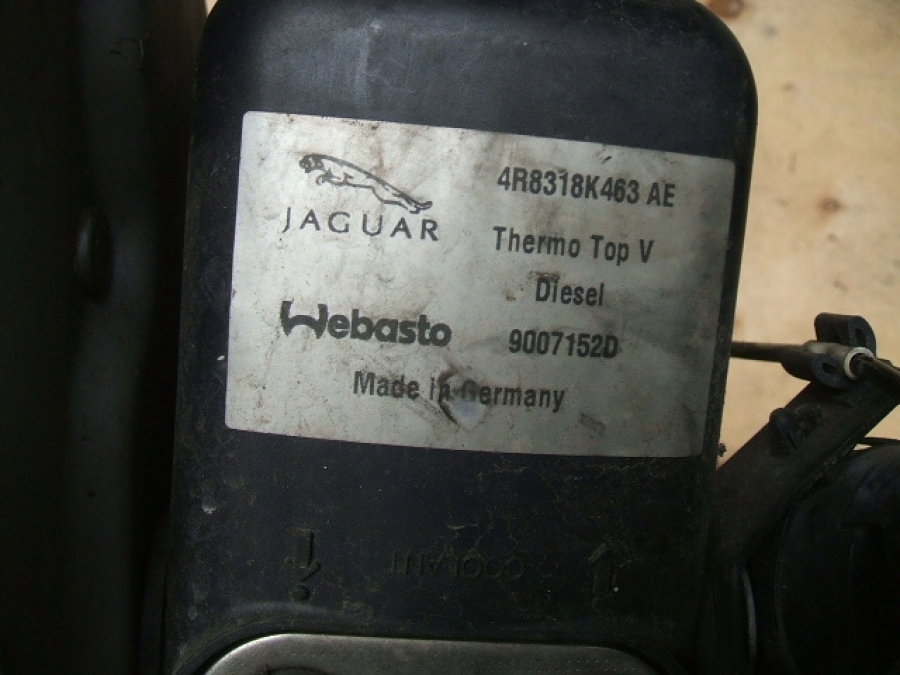 JAGUAR
4R8318K463 AE
Thermo Top V
Diesel
Webasto
9007152D
Made in Germany
COOLANT